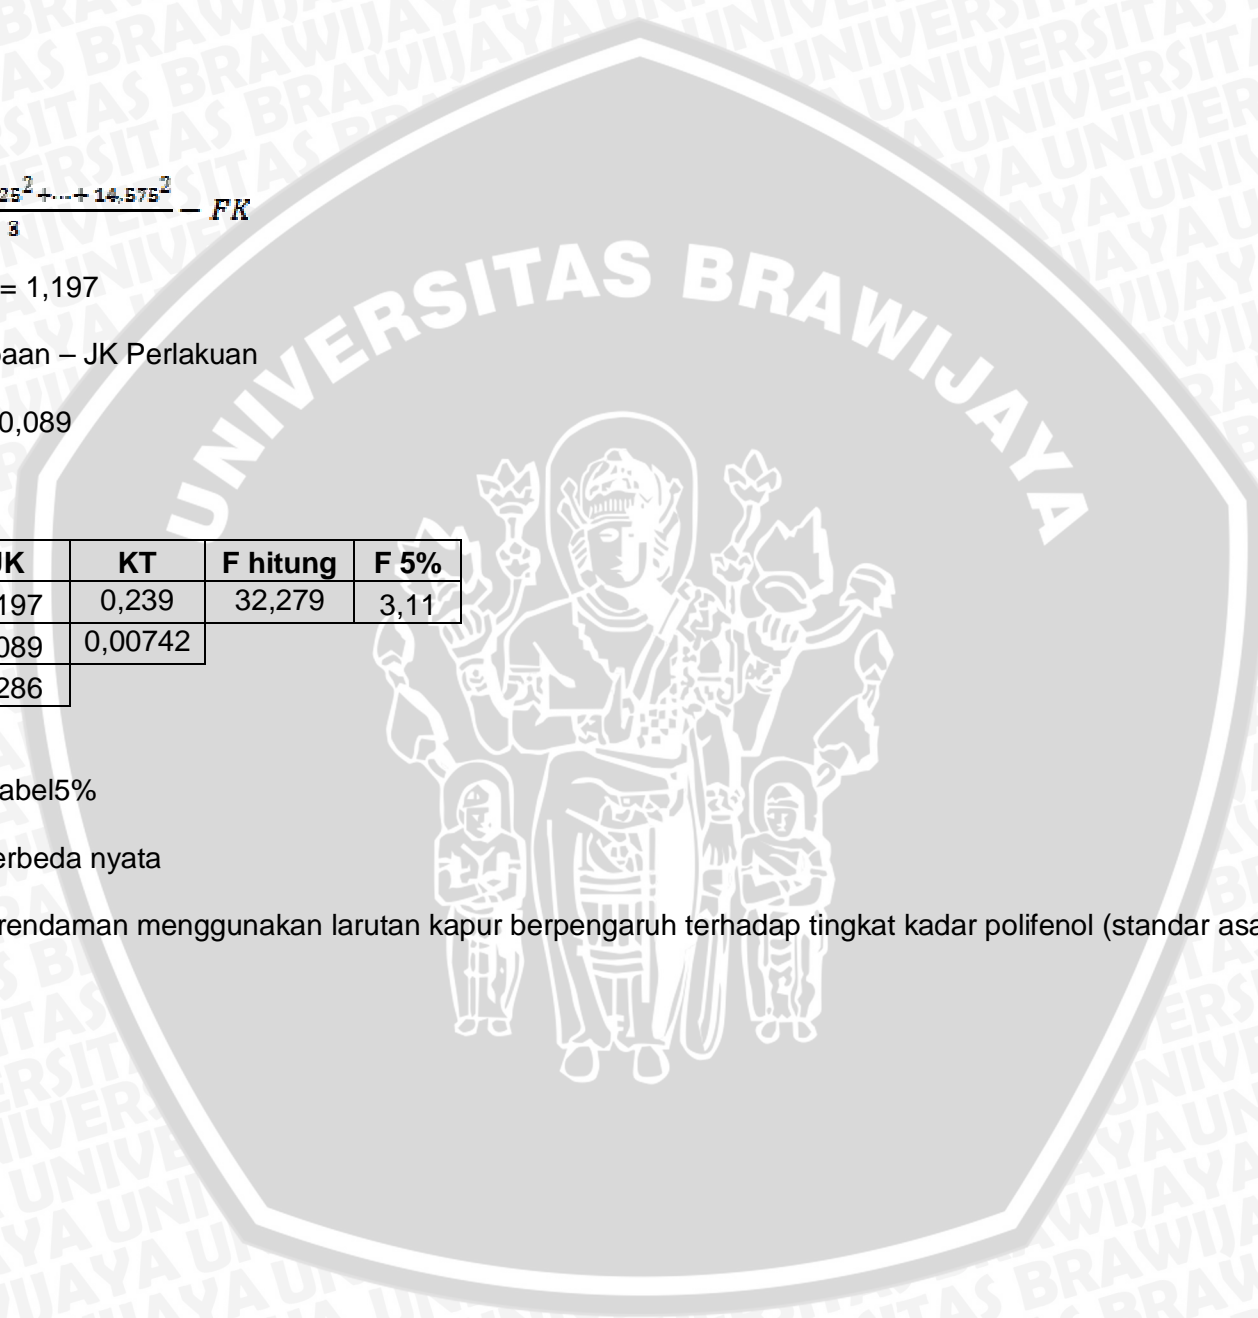 25² +...+ 14,575² / 3 − FK
= 1,197
aan – JK Perlakuan
0,089
UNIVERSITAS BRAWIJAYA
JK KT F hitung F 5%
197 0,239 32,279 3,11
089 0,00742
286
abel5%
erbeda nyata
rendaman menggunakan larutan kapur berpengaruh terhadap tingkat kadar polifenol (standar asa